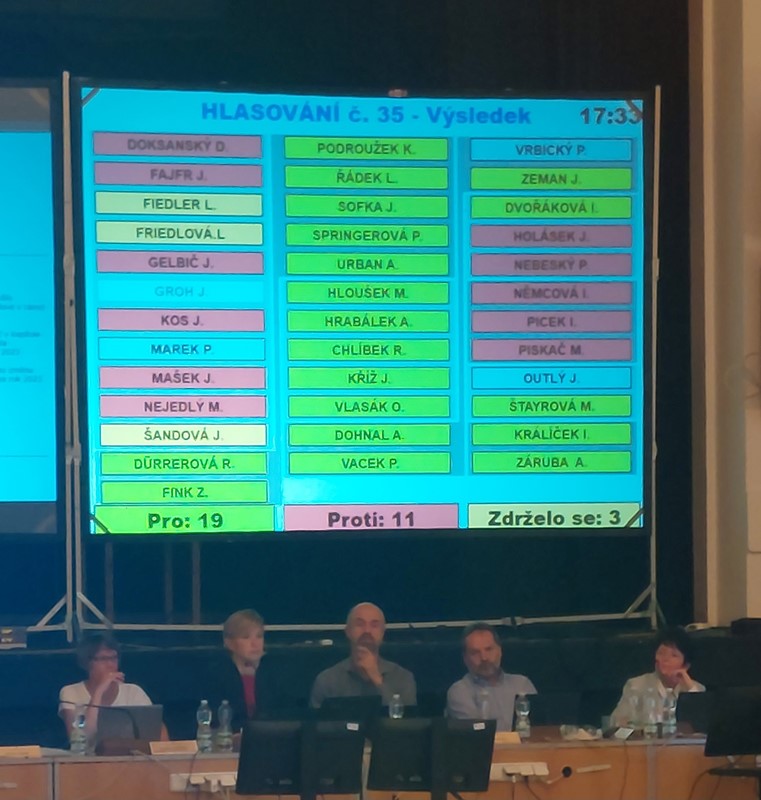 HLASOVÁNÍ č. 35 - Výsledek 17:33
DOKSANSKÝ D.
FAJFR J.
FIEDLER L.
FRIEDLOVÁ.L
GELBIČ J.
GROH J.
KOS J.
MAREK P.
MAŠEK J.
NEJEDLÝ M.
ŠANDOVÁ J.
DÜRREROVÁ R.
FINK Z.
PODROUŽEK K.
ŘÁDEK L.
SOFKA J.
SPRINGEROVÁ P.
URBAN A.
HLOUŠEK M.
HRABÁLEK A.
CHLÍBEK R.
KŘÍŽ J.
VLASÁK O.
DOHNAL A.
VACEK P.
VRBICKÝ P.
ZEMAN J.
DVOŘÁKOVÁ I.
HOLÁSEK J.
NEBESKÝ P.
NĚMCOVÁ I.
PICEK I.
PISKAČ M.
OUTLÝ J.
ŠTAYROVÁ M.
KRÁLÍČEK I.
ZÁRUBA A.
Pro: 19
Proti: 11
Zdrželo se: 3